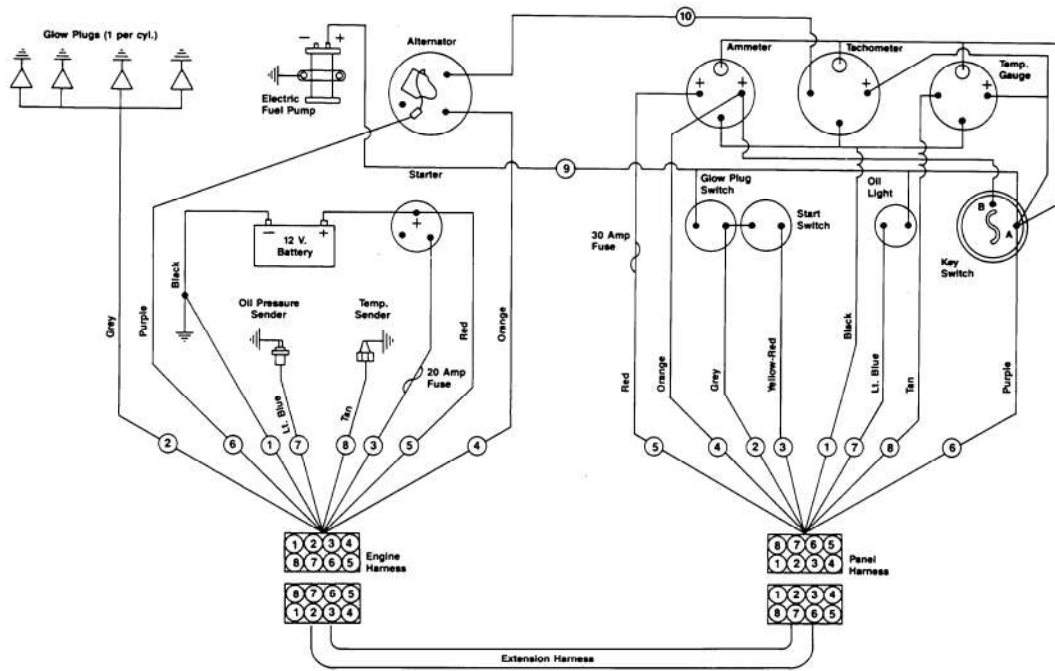 Glow Plugs (1 per cyl.)
− +
Electric
Fuel Pump
Alternator
10
Ammeter
Tachometer
Temp.
Gauge
+ +
+
+
9
Starter
Glow Plug
Switch
Oil
Light
Start
Switch
B
A
Key
Switch
− +
12 V.
Battery
+
30 Amp
Fuse
Black
Oil Pressure
Sender
Temp.
Sender
Grey
Purple
Red
Orange
20 Amp
Fuse
Lt. Blue
Tan
Red
Orange
Grey
Yellow-Red
Black
Lt. Blue
Tan
Purple
2 6 1 7 8 3 5 4
5 4 2 3 1 7 8 6
1 2 3 4
8 7 6 5
Engine
Harness
8 7 6 5
1 2 3 4
8 7 6 5
1 2 3 4
Panel
Harness
1 2 3 4
8 7 6 5
Extension Harness